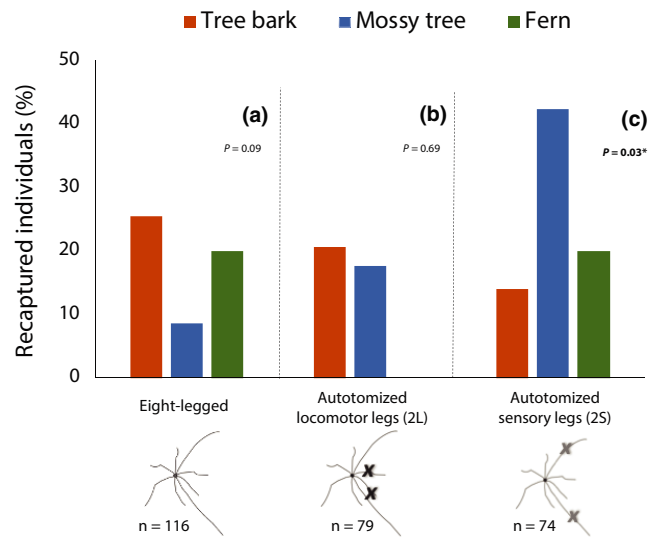 Tree bark Mossy tree Fern
Recaptured individuals (%)
50
40
30
20
10
0
(a)
P = 0.09
(b)
P = 0.69
(c)
P = 0.03*
Eight-legged
Autotomized
locomotor legs (2L)
Autotomized
sensory legs (2S)
X
X
X
X
n = 116
n = 79
n = 74